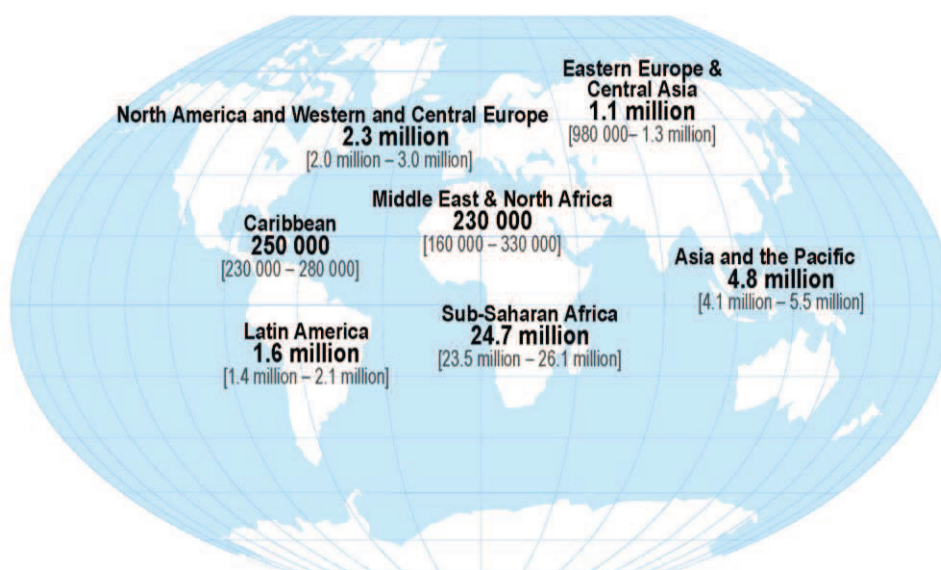 Eastern Europe &
Central Asia
1.1 million
[980 000– 1.3 million]
North America and Western and Central Europe
2.3 million
[2.0 million – 3.0 million]
Middle East & North Africa
230 000
[160 000 – 330 000]
Caribbean
250 000
[230 000 – 280 000]
Asia and the Pacific
4.8 million
[4.1 million – 5.5 million]
Sub-Saharan Africa
24.7 million
[23.5 million – 26.1 million]
Latin America
1.6 million
[1.4 million – 2.1 million]